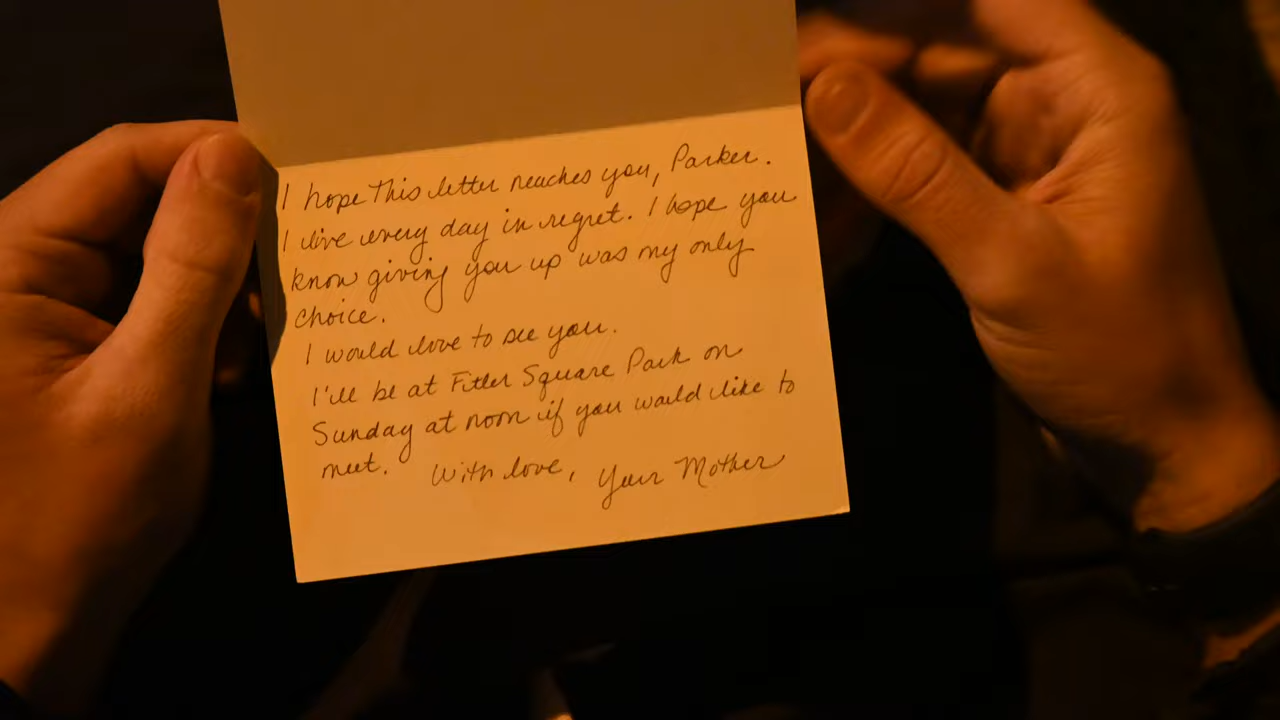 I hope this letter reaches you, Parker.
I live every day in regret. I hope you
know giving you up was my only
choice.
I would love to see you.
I'll be at Fitler Square Park on
Sunday at noon if you would like to
meet. With love, Your Mother